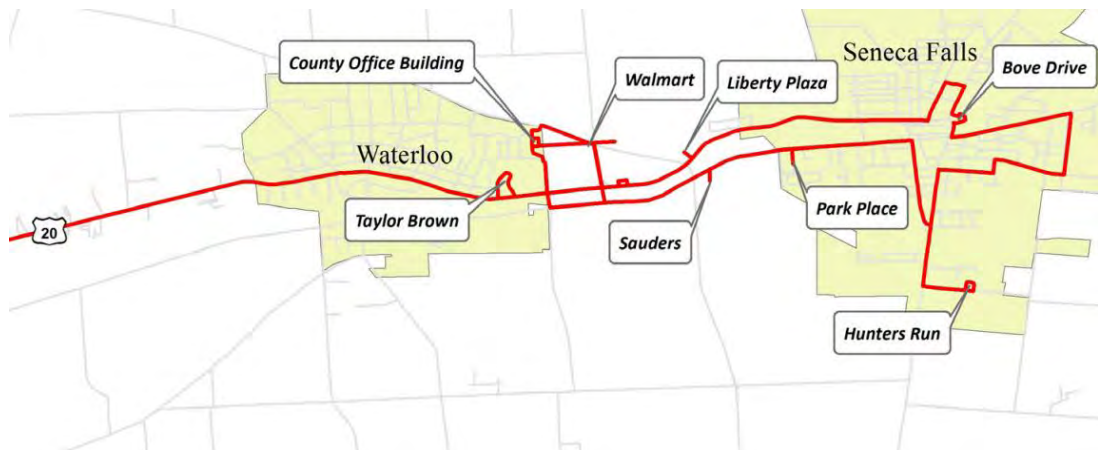 Seneca Falls
County Office Building
Walmart
Liberty Plaza
Bove Drive
Waterloo
Taylor Brown
Park Place
20
Sauders
Hunters Run